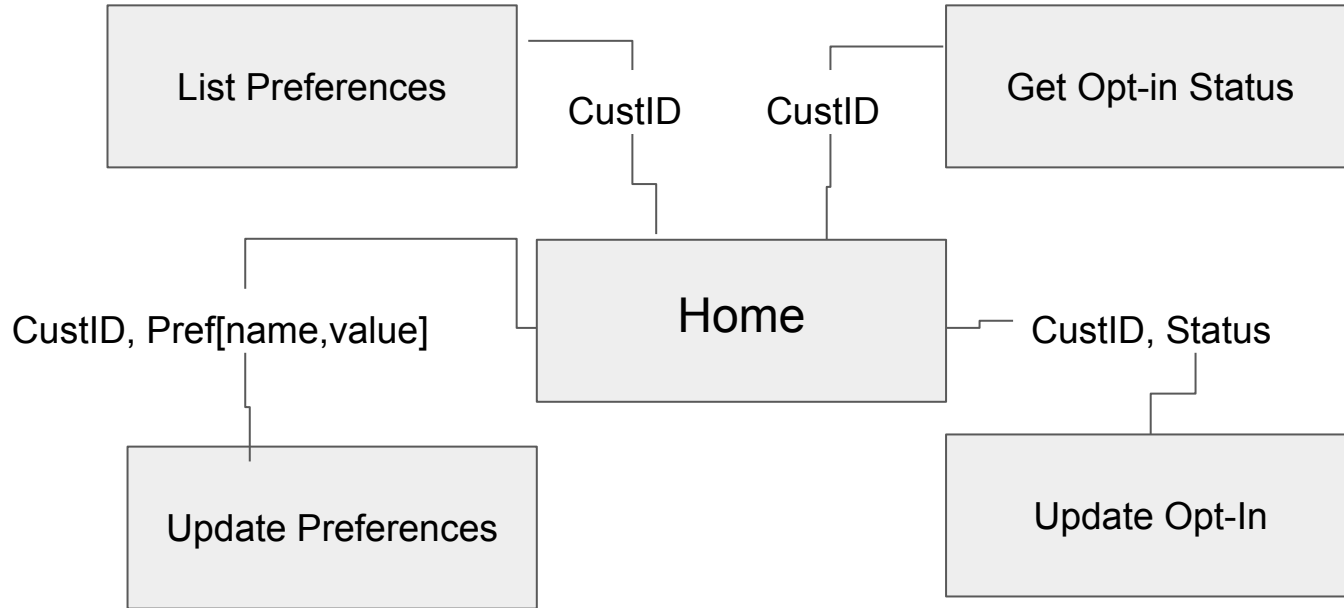 List Preferences
Get Opt-in Status
CustID
CustID
Home
CustID, Pref[name,value]
CustID, Status
Update Preferences
Update Opt-In